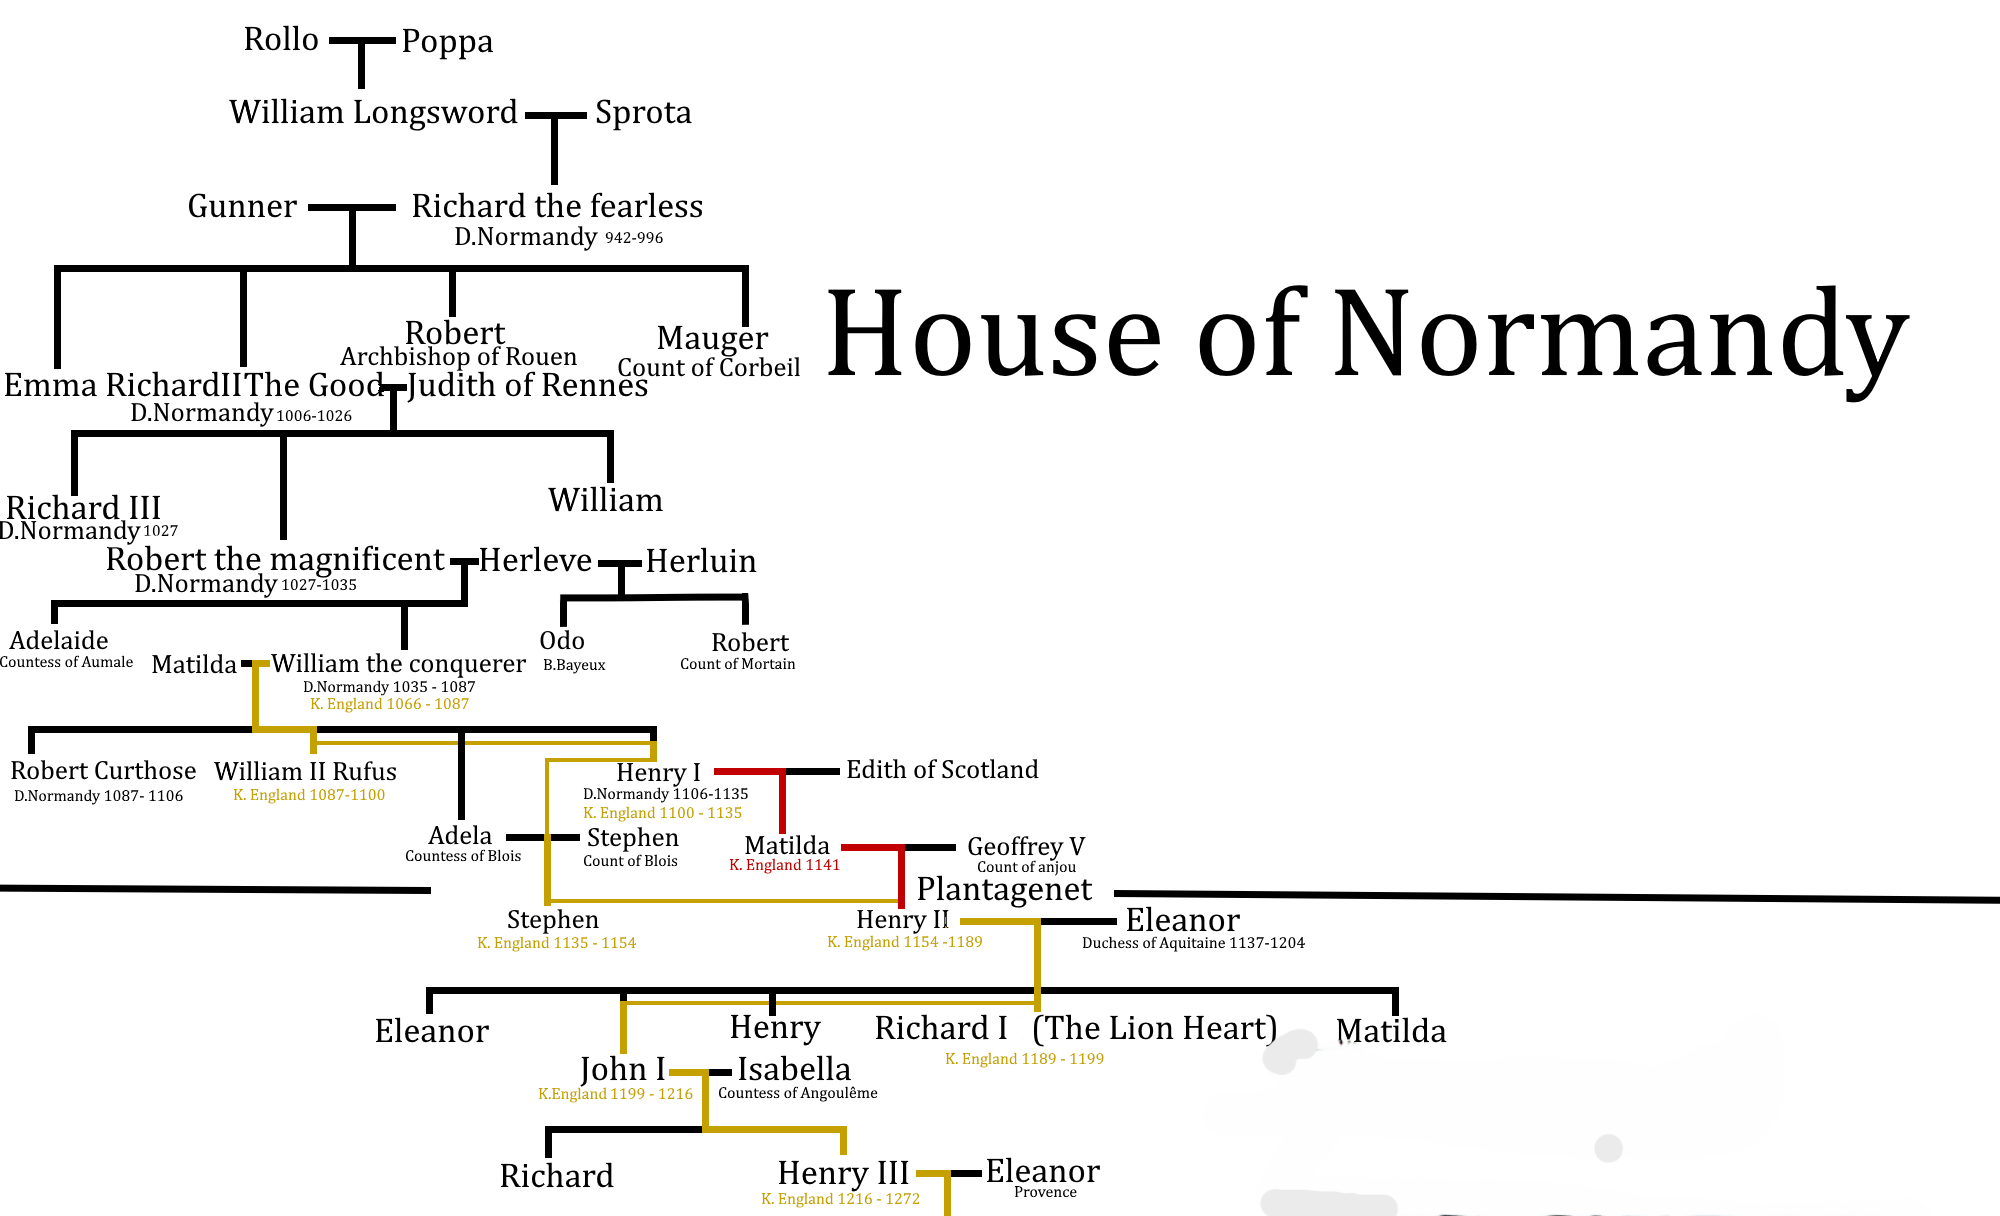 Rollo Poppa
William Longsword Sprota
Gunner Richard the fearless
D.Normandy 942-996
House of Normandy
Robert
Archbishop of Rouen
Mauger
Count of Corbeil
Emma RichardIIThe Good Judith of Rennes
D.Normandy 1006-1026
Richard III
D.Normandy 1027
William
Robert the magnificent Herleve Herluin
D.Normandy 1027-1035
Adelaide
Countess of Aumale
Matilda William the conquerer
D.Normandy 1035 - 1087
K. England 1066 - 1087
Odo
B.Bayeux
Robert
Count of Mortain
Robert Curthose
D.Normandy 1087- 1106
William II Rufus
K. England 1087-1100
Henry I Edith of Scotland
D.Normandy 1106-1135
K. England 1100 - 1135
Adela
Countess of Blois
Stephen
Count of Blois
Matilda
K. England 1141
Geoffrey V
Count of anjou
Plantagenet
Stephen
K. England 1135 - 1154
Henry II
K. England 1154 -1189
Eleanor
Duchess of Aquitaine 1137-1204
Eleanor
Henry
Richard I (The Lion Heart)
K. England 1189 - 1199
Matilda
John I
K.England 1199 - 1216
Isabella
Countess of Angoulême
Richard
Henry III
K. England 1216 - 1272
Eleanor
Provence